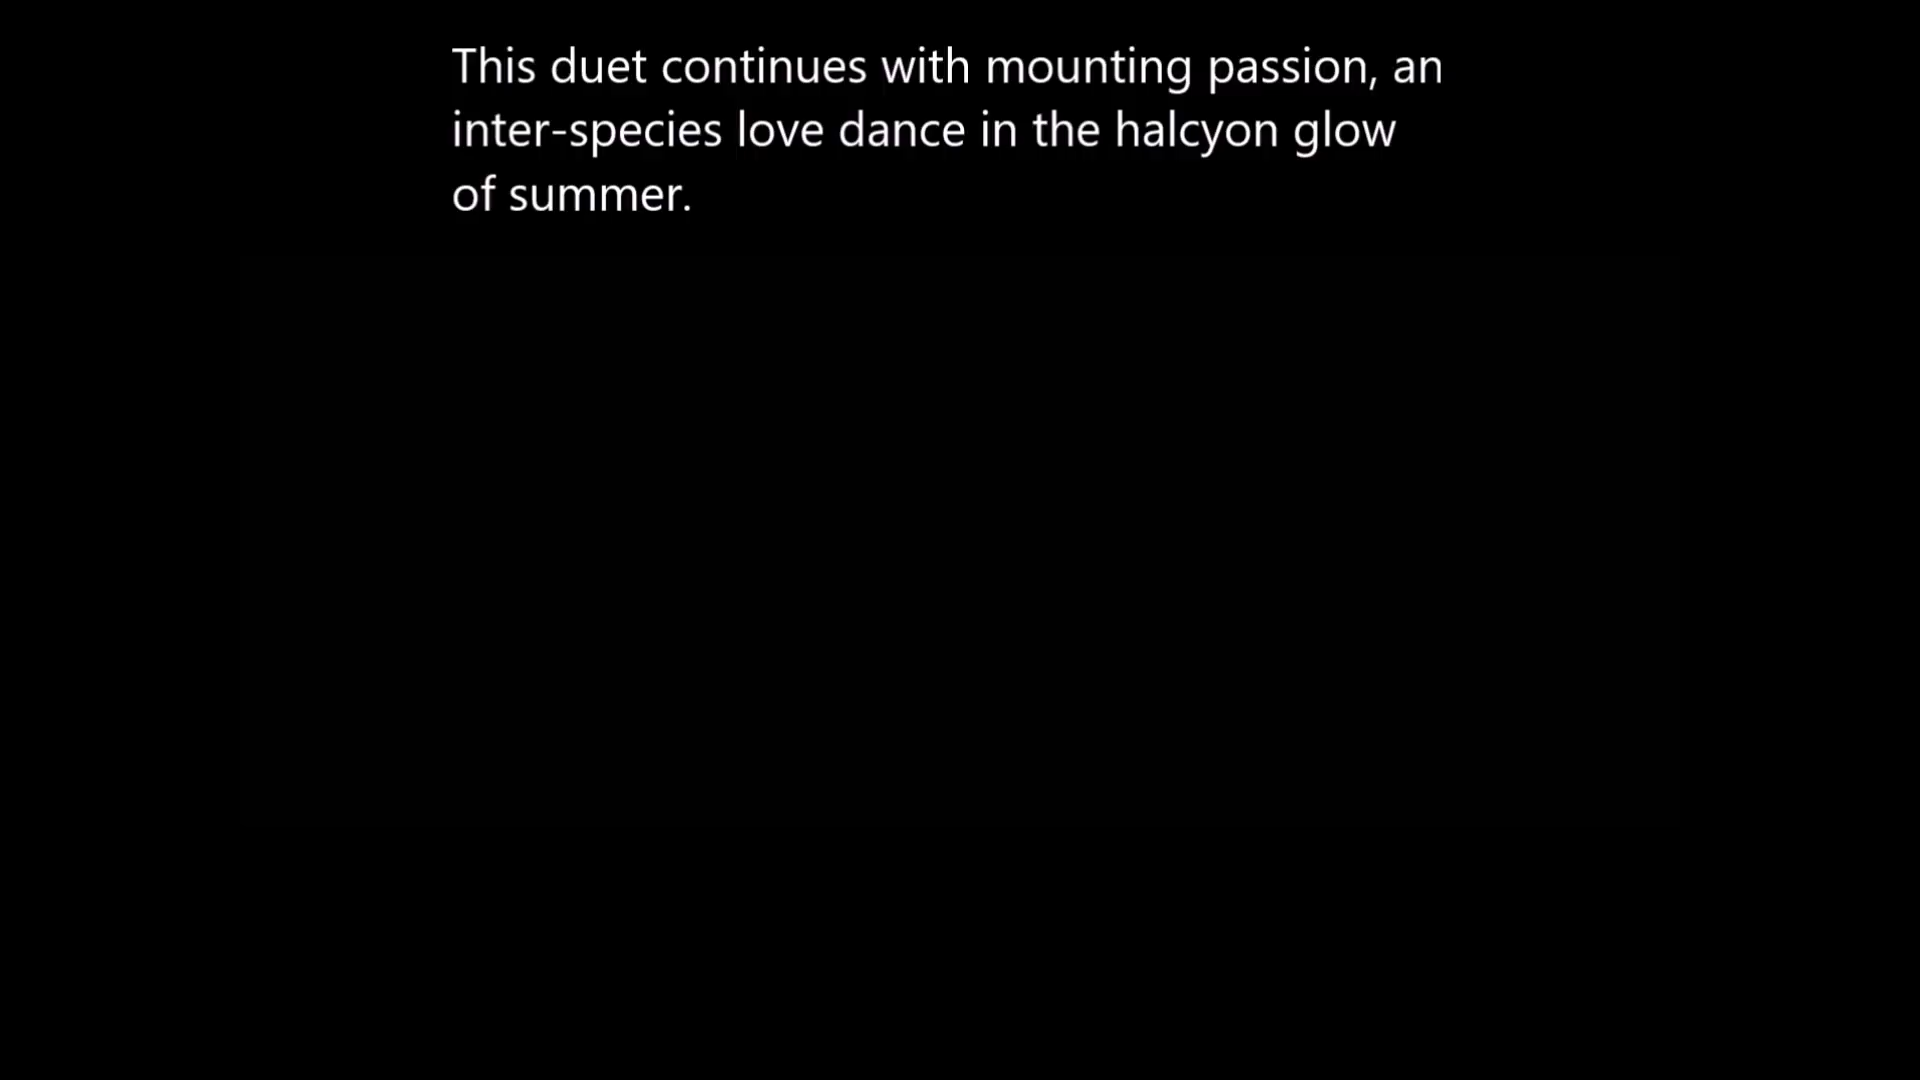 This duet continues with mounting passion, an
inter-species love dance in the halcyon glow
of summer.